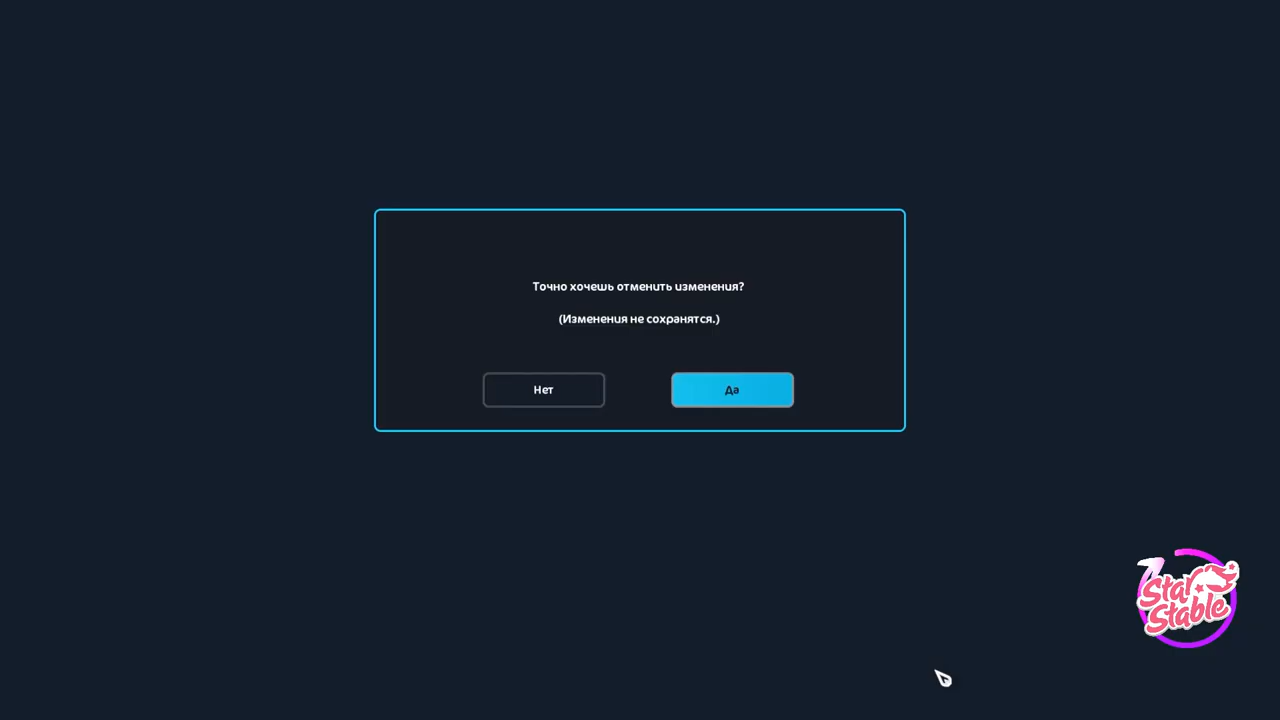 Точно хочешь отменить изменения?
(Изменения не сохранятся.)
Нет
Да
Star
Stable